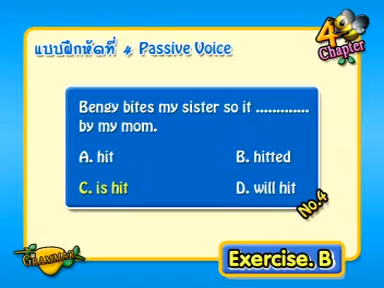 แบบฝึกหัดที่ 4 Passive Voice
4
Chapter
Bengy bites my sister so it .............
by my mom.
A. hit
B. hitted
C. is hit
D. will hit
No.4
GRAMMAR
Exercise. B